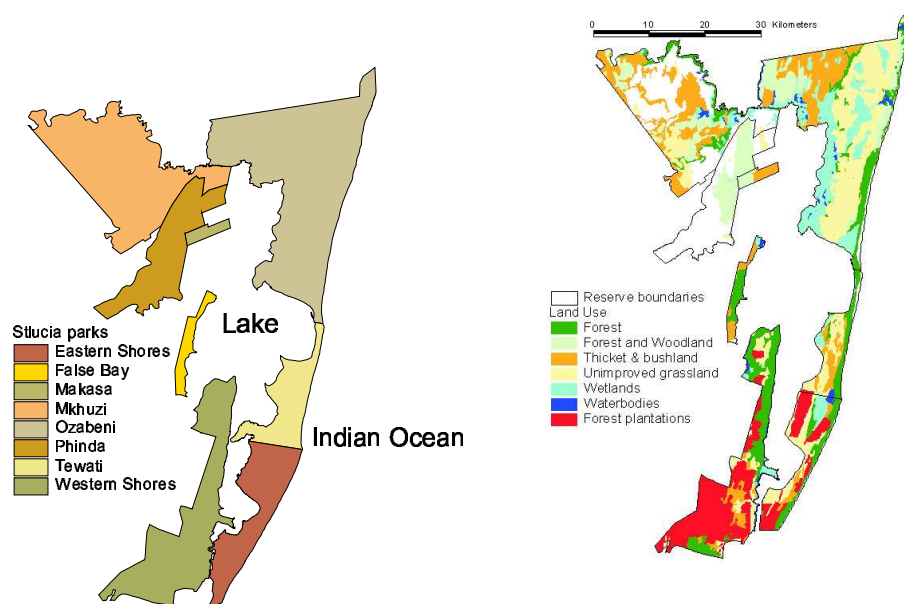 Stlucia parks
Eastern Shores
False Bay
Makasa
Mkhuzi
Ozabeni
Phinda
Tewati
Western Shores
Lake
Indian Ocean
0 10 20 30 Kilometers
Reserve boundaries
Land Use
Forest
Forest and Woodland
Thicket & bushland
Unimproved grassland
Wetlands
Waterbodies
Forest plantations